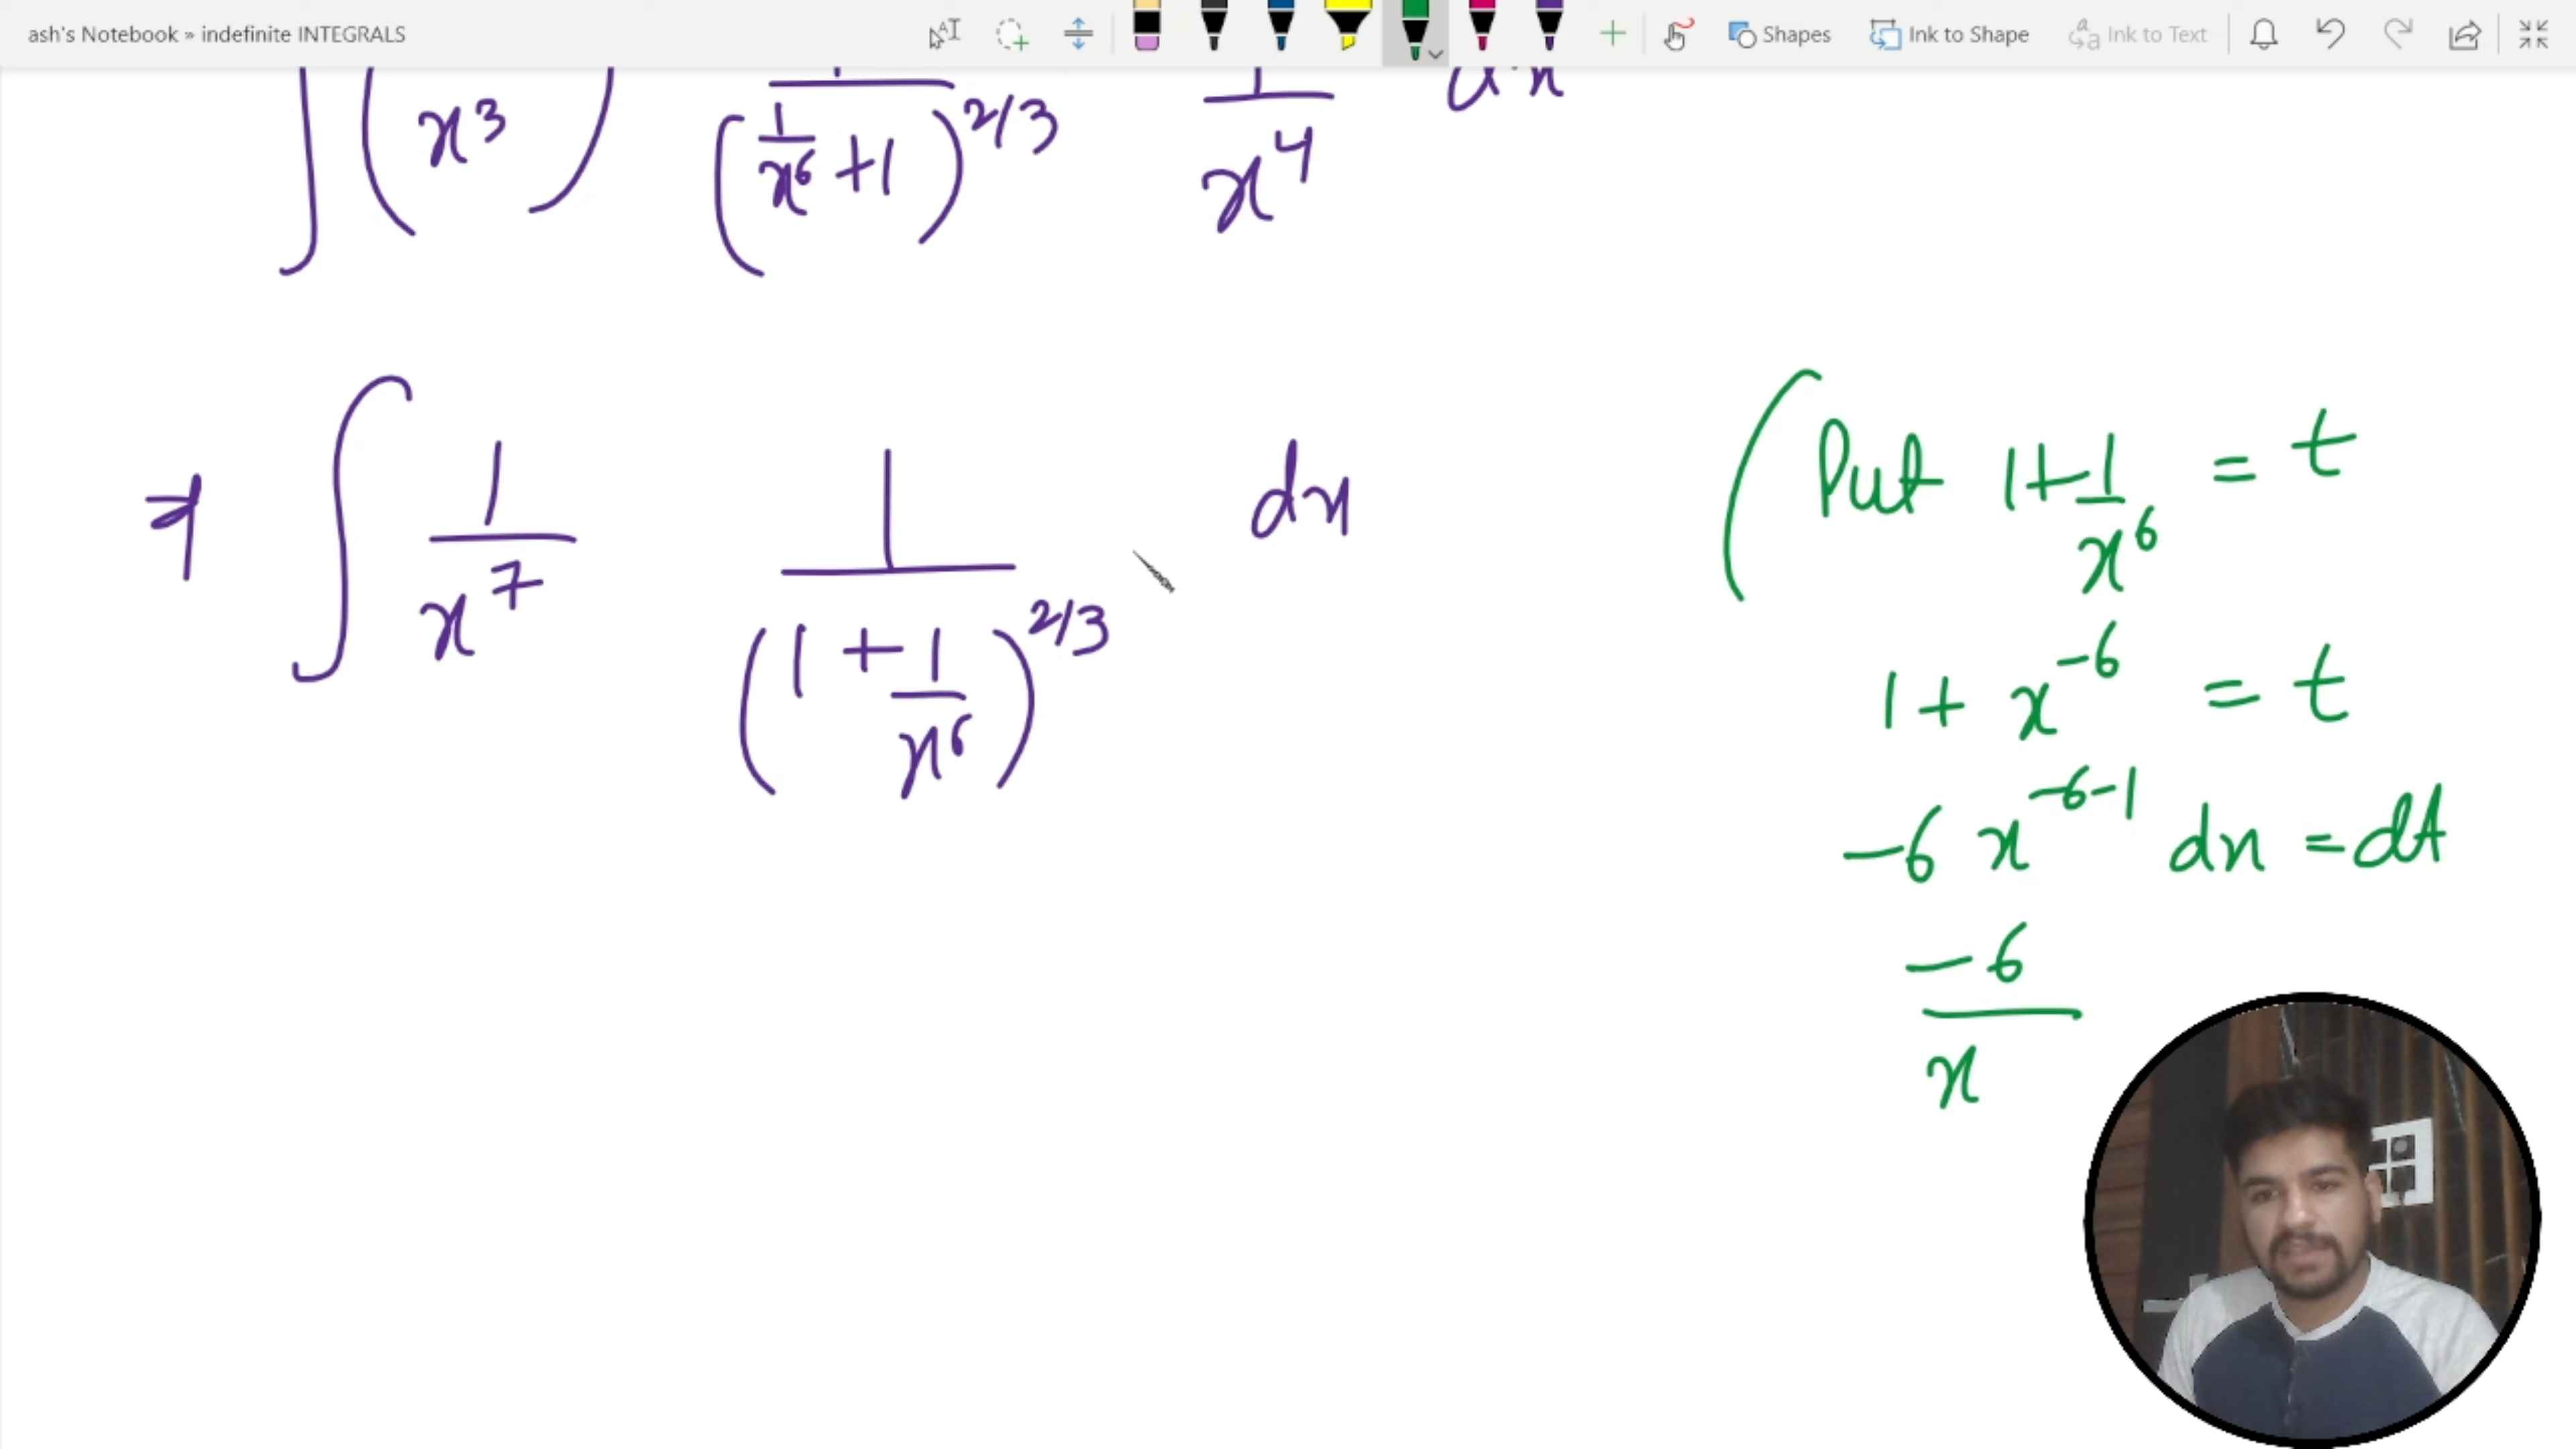 ash's Notebook » indefinite INTEGRALS
Shapes
Ink to Shape
Ink to Text
∫ (x³) 1/(1/x⁶ + 1)^2/3 1/x⁴ dx
⇒ ∫ 1/x⁷ 1/(1 + 1/x⁶)^2/3 dx
(Put 1+1/x⁶ = t
1 + x⁻⁶ = t
-6 x⁻⁶⁻¹ dx = dt
-6/x